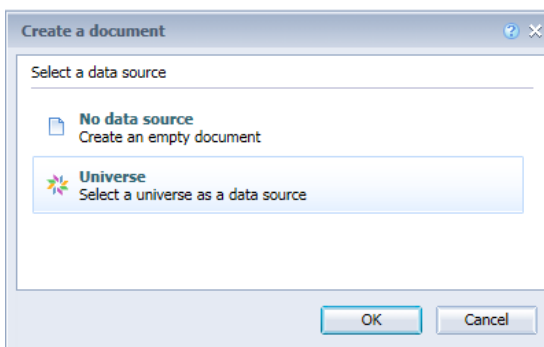 Create a document
?
Select a data source
No data source
Create an empty document
Universe
Select a universe as a data source
OK
Cancel